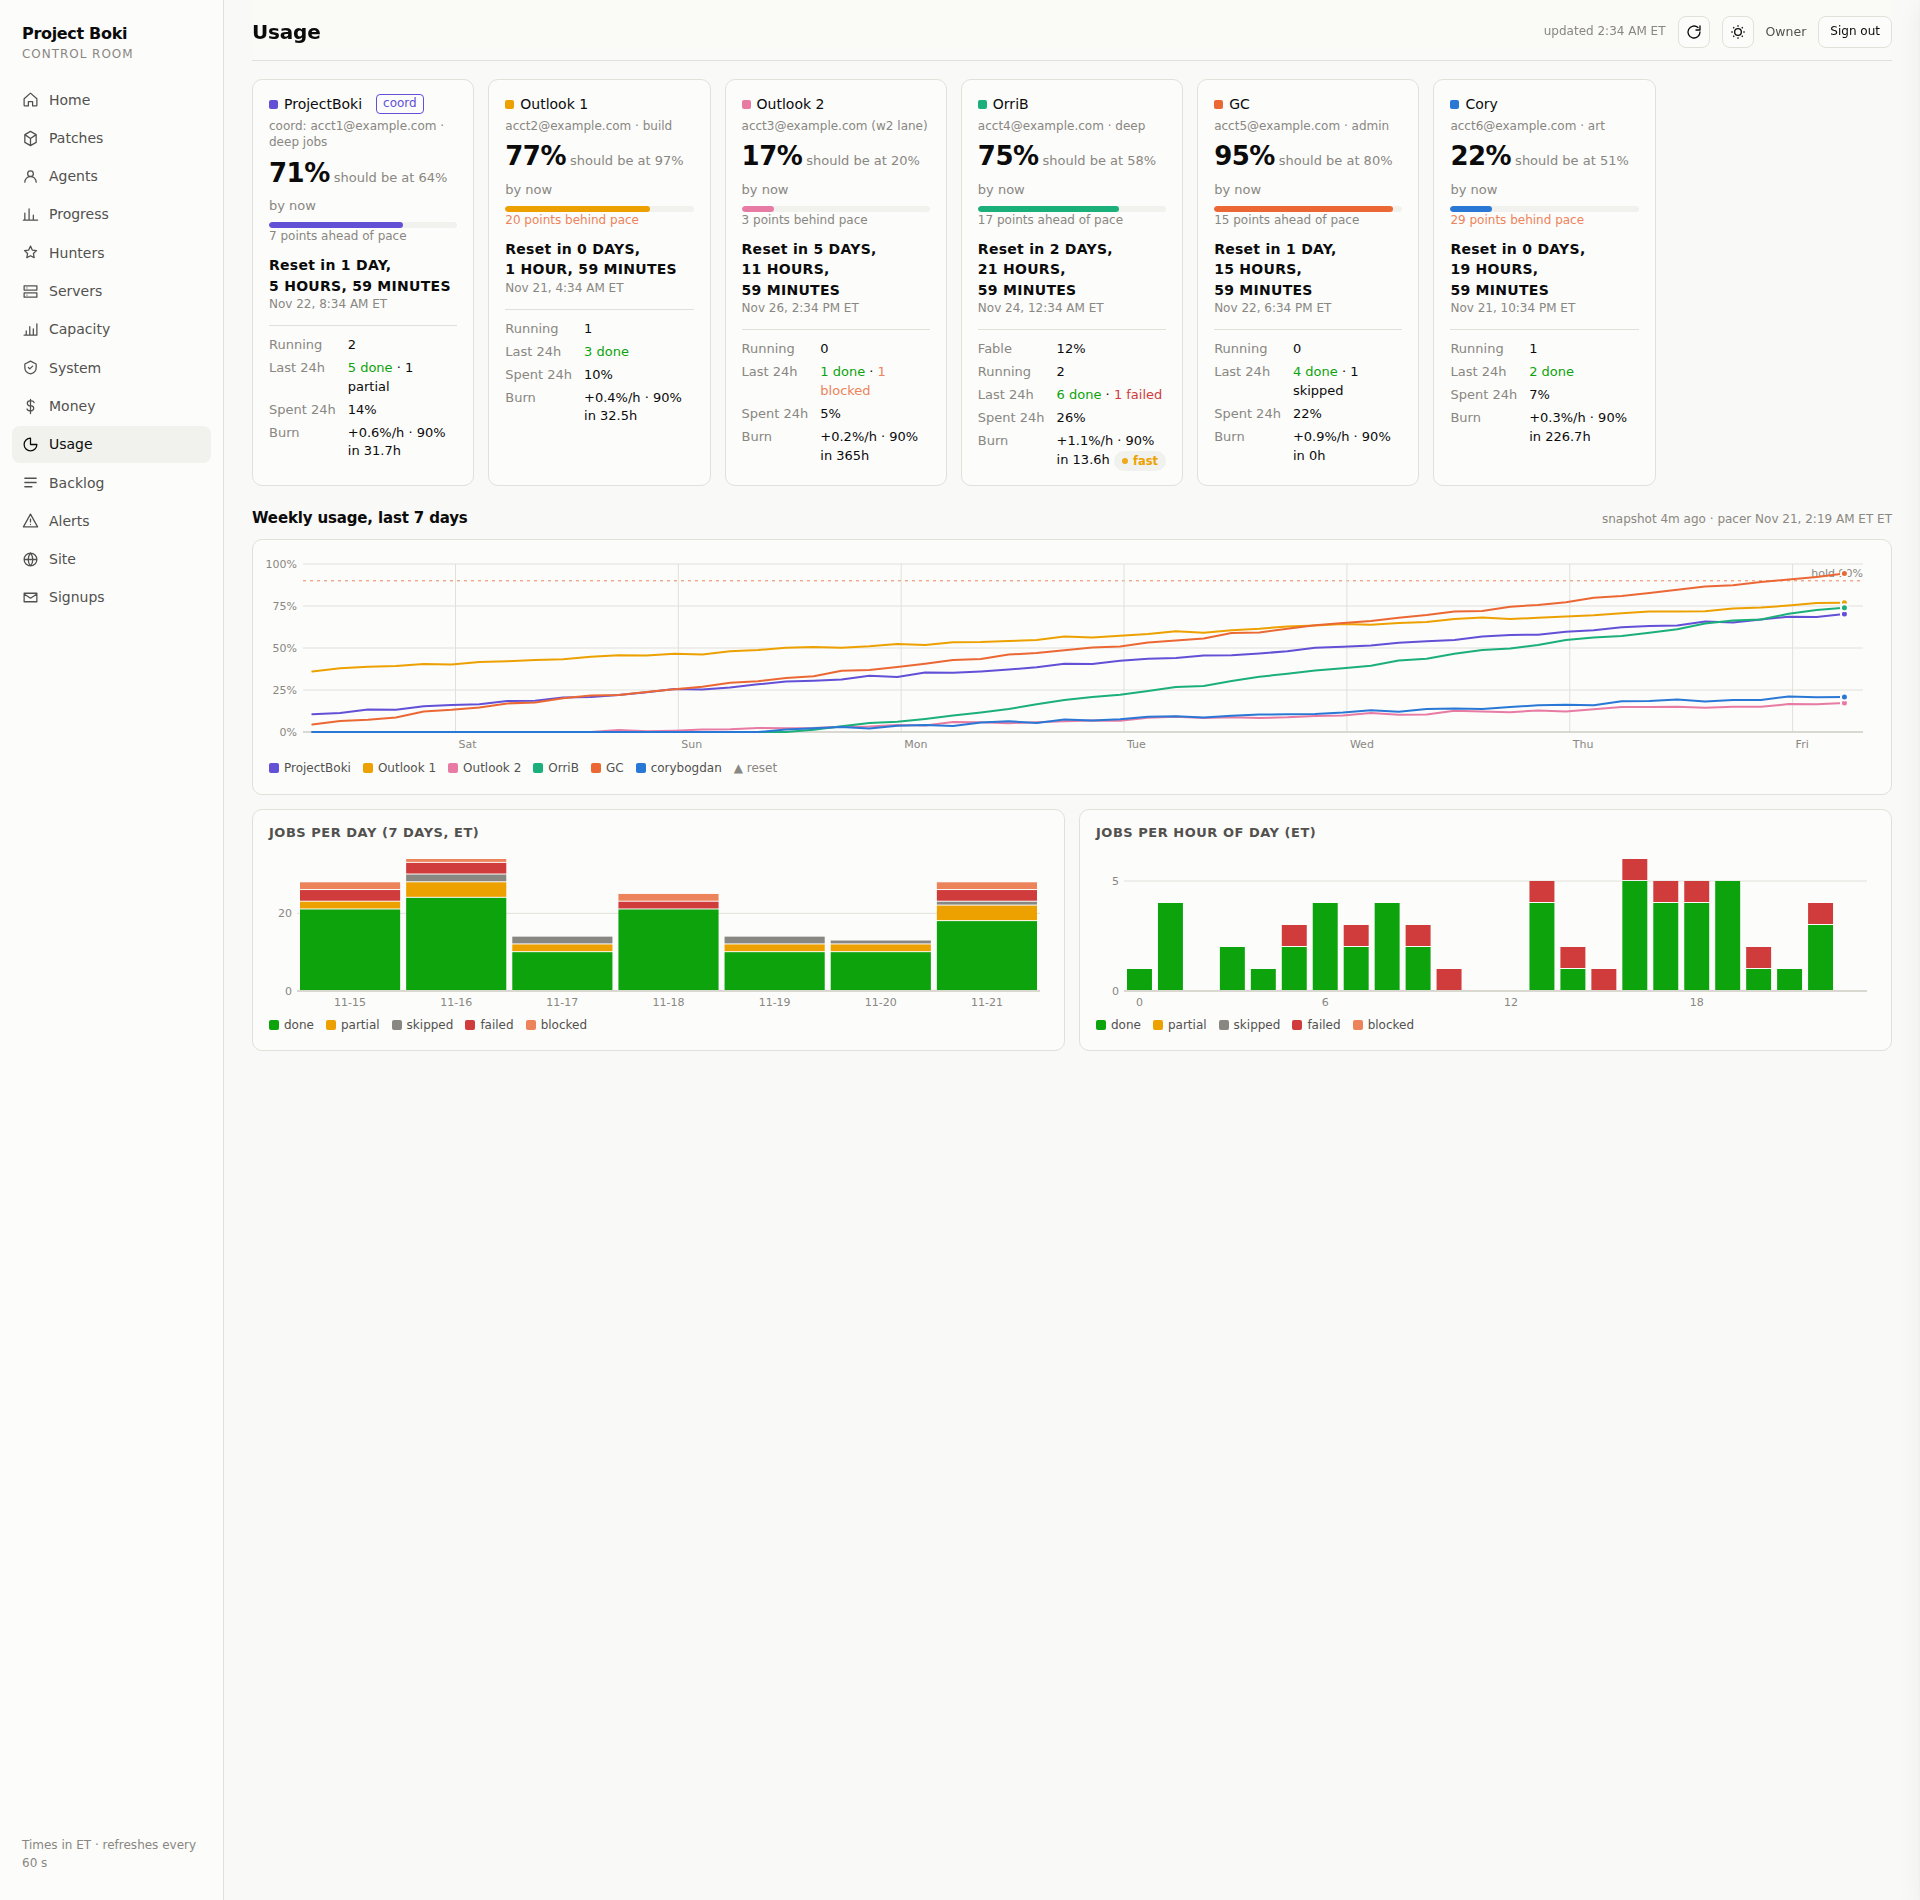 Project Boki
CONTROL ROOM
Home
Patches
Agents
Progress
Hunters
Servers
Capacity
System
Money
Usage
Backlog
Alerts
Site
Signups
Times in ET · refreshes every
60 s
Usage
updated 2:34 AM ET
Owner
Sign out
ProjectBoki coord
coord: acct1@example.com ·
deep jobs
71% should be at 64%
by now
7 points ahead of pace
Reset in 1 DAY,
5 HOURS, 59 MINUTES
Nov 22, 8:34 AM ET
Running 2
Last 24h 5 done · 1
partial
Spent 24h 14%
Burn +0.6%/h · 90%
in 31.7h
Outlook 1
acct2@example.com · build
77% should be at 97%
by now
20 points behind pace
Reset in 0 DAYS,
1 HOUR, 59 MINUTES
Nov 21, 4:34 AM ET
Running 1
Last 24h 3 done
Spent 24h 10%
Burn +0.4%/h · 90%
in 32.5h
Outlook 2
acct3@example.com (w2 lane)
17% should be at 20%
by now
3 points behind pace
Reset in 5 DAYS,
11 HOURS,
59 MINUTES
Nov 26, 2:34 PM ET
Running 0
Last 24h 1 done · 1
blocked
Spent 24h 5%
Burn +0.2%/h · 90%
in 365h
OrriB
acct4@example.com · deep
75% should be at 58%
by now
17 points ahead of pace
Reset in 2 DAYS,
21 HOURS,
59 MINUTES
Nov 24, 12:34 AM ET
Fable 12%
Running 2
Last 24h 6 done · 1 failed
Spent 24h 26%
Burn +1.1%/h · 90%
in 13.6h fast
GC
acct5@example.com · admin
95% should be at 80%
by now
15 points ahead of pace
Reset in 1 DAY,
15 HOURS,
59 MINUTES
Nov 22, 6:34 PM ET
Running 0
Last 24h 4 done · 1
skipped
Spent 24h 22%
Burn +0.9%/h · 90%
in 0h
Cory
acct6@example.com · art
22% should be at 51%
by now
29 points behind pace
Reset in 0 DAYS,
19 HOURS,
59 MINUTES
Nov 21, 10:34 PM ET
Running 1
Last 24h 2 done
Spent 24h 7%
Burn +0.3%/h · 90%
in 226.7h
Weekly usage, last 7 days
snapshot 4m ago · pacer Nov 21, 2:19 AM ET ET
100%
75%
50%
25%
0%
hold
Sat Sun Mon Tue Wed Thu Fri
ProjectBoki Outlook 1 Outlook 2 OrriB GC corybogdan ▲ reset
JOBS PER DAY (7 DAYS, ET)
20
0
11-15 11-16 11-17 11-18 11-19 11-20 11-21
done partial skipped failed blocked
JOBS PER HOUR OF DAY (ET)
5
0
0 6 12 18
done partial skipped failed blocked